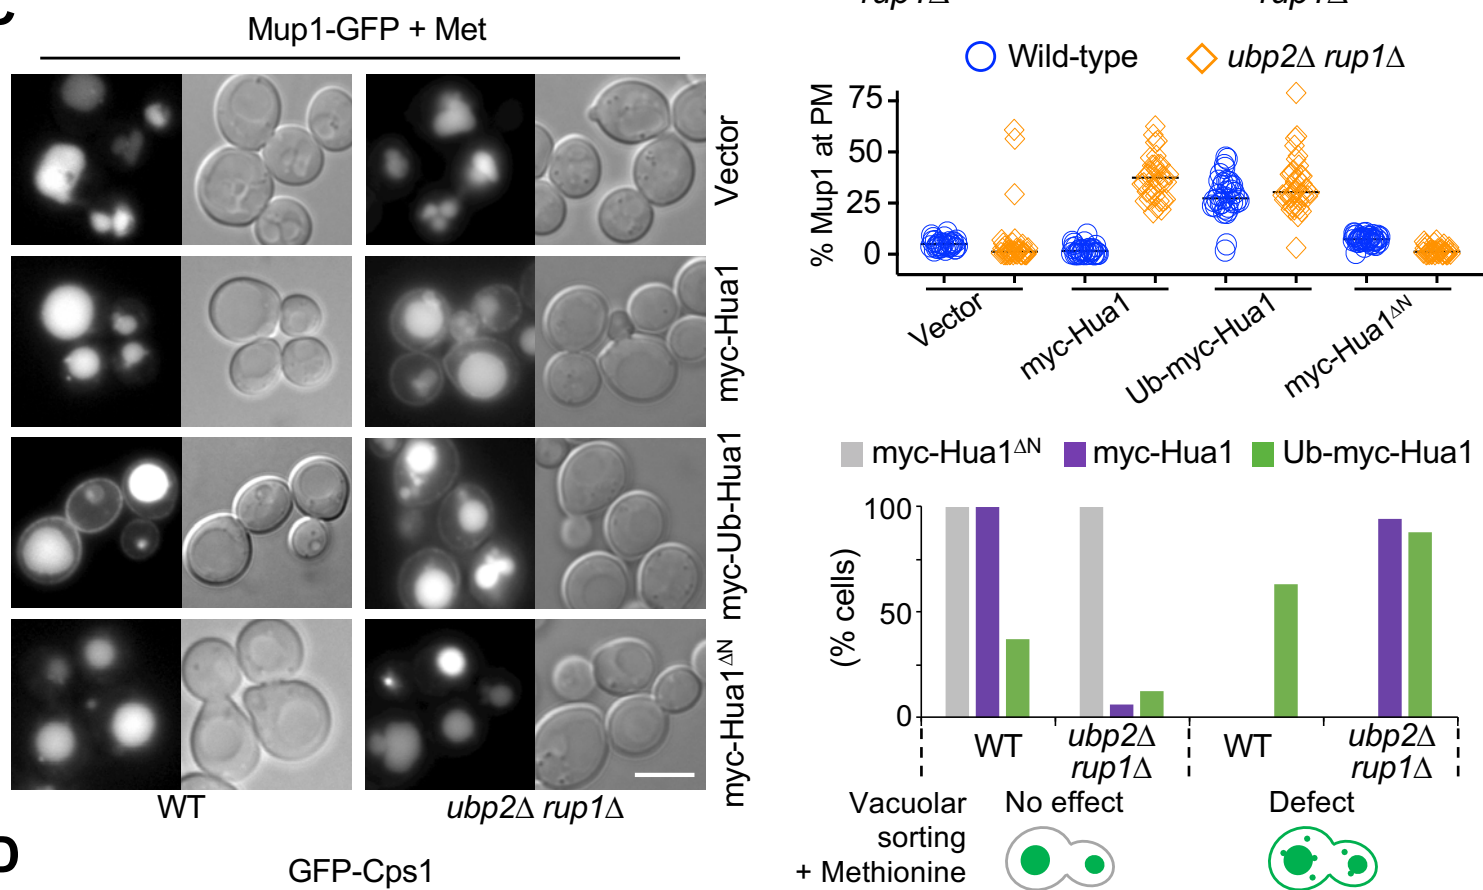 C
rup1Δ
rup1Δ
Mup1-GFP + Met
Vector
myc-Hua1
myc-Ub-Hua1
myc-Hua1ΔN
WT
ubp2Δ rup1Δ
Wild-type
ubp2Δ rup1Δ
% Mup1 at PM
75
50
25
0
Vector
myc-Hua1
Ub-myc-Hua1
myc-Hua1ΔN
myc-Hua1ΔN
myc-Hua1
Ub-myc-Hua1
(% cells)
100
50
0
WT
ubp2Δ
rup1Δ
WT
ubp2Δ
rup1Δ
Vacuolar
sorting
+ Methionine
No effect
Defect
D
GFP-Cps1